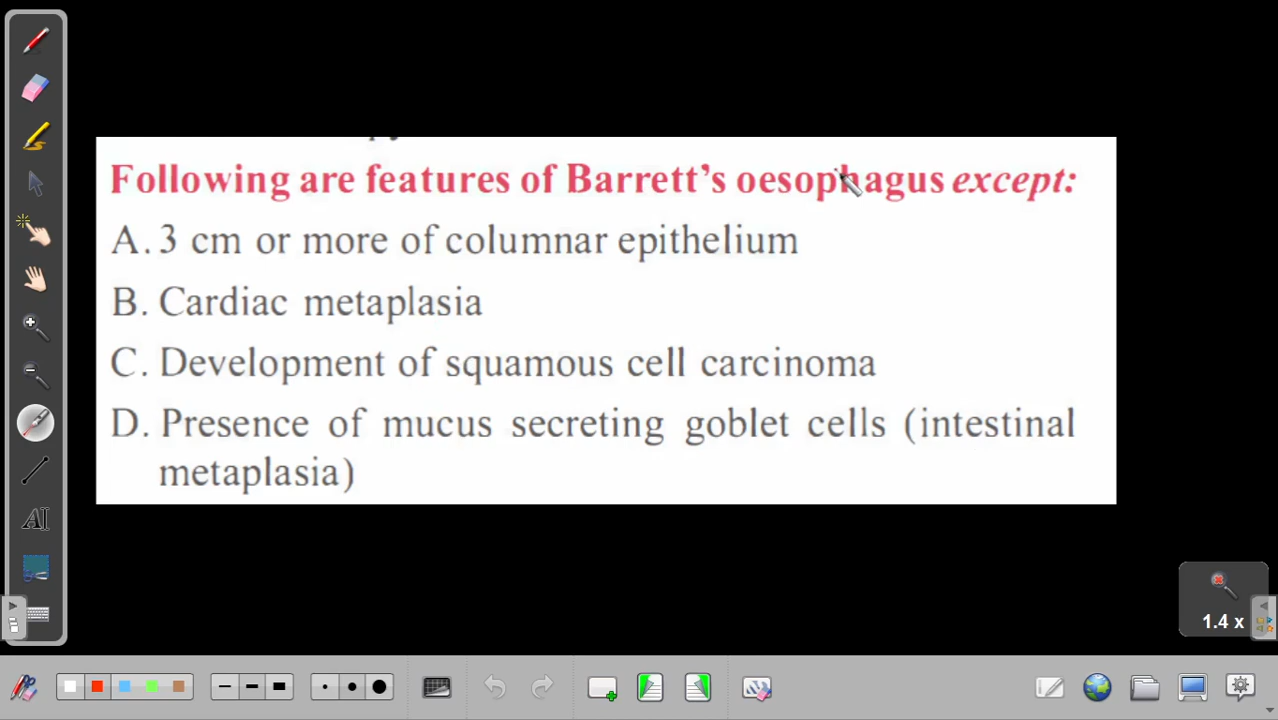 Following are features of Barrett’s oesophagus except:
A. 3 cm or more of columnar epithelium
B. Cardiac metaplasia
C. Development of squamous cell carcinoma
D. Presence of mucus secreting goblet cells (intestinal
metaplasia)
AI
1.4 x